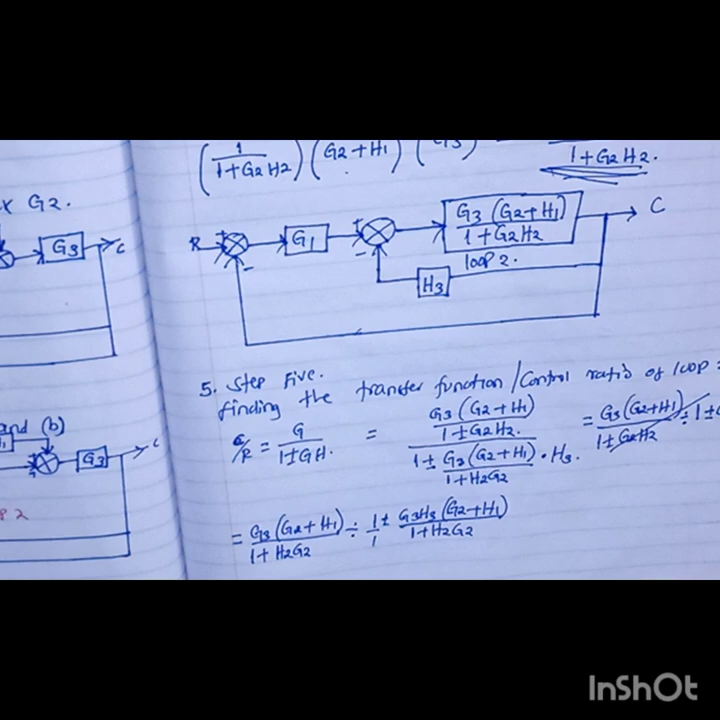 (1/1+G2H2)(G2+H1)(G3)
1+G2H2.
G2.
G3 C
R + - G1 + - G3(G2+H1)/1+G2H2 C
loop 2.
H3
5. Step Five.
finding the transfer function/Control ratio of loop
and (b)
G3 C
2
C/R = G/1±GH. = G3(G2+H1)/1±G2H2. / 1± G3(G2+H1)/1+H2G2 · H3. = G3(G2+H1)/1±G2H2 ÷ 1±
= G3(G2+H1)/1+H2G2 ÷ 1/1 ± G3H3(G2+H1)/1+H2G2
InShOt